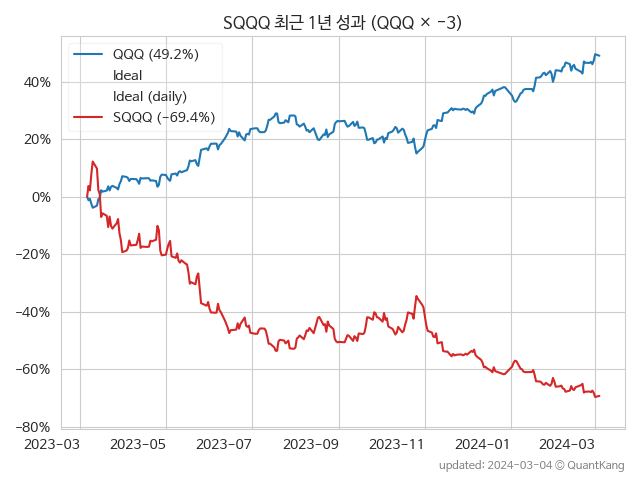 SQQQ 최근 1년 성과 (QQQ × −3)
QQQ (49.2%)
Ideal
Ideal (daily)
SQQQ (−69.4%)
40%
20%
0%
−20%
−40%
−60%
−80%
2023-03 2023-05 2023-07 2023-09 2023-11 2024-01 2024-03
updated: 2024-03-04 © QuantKang